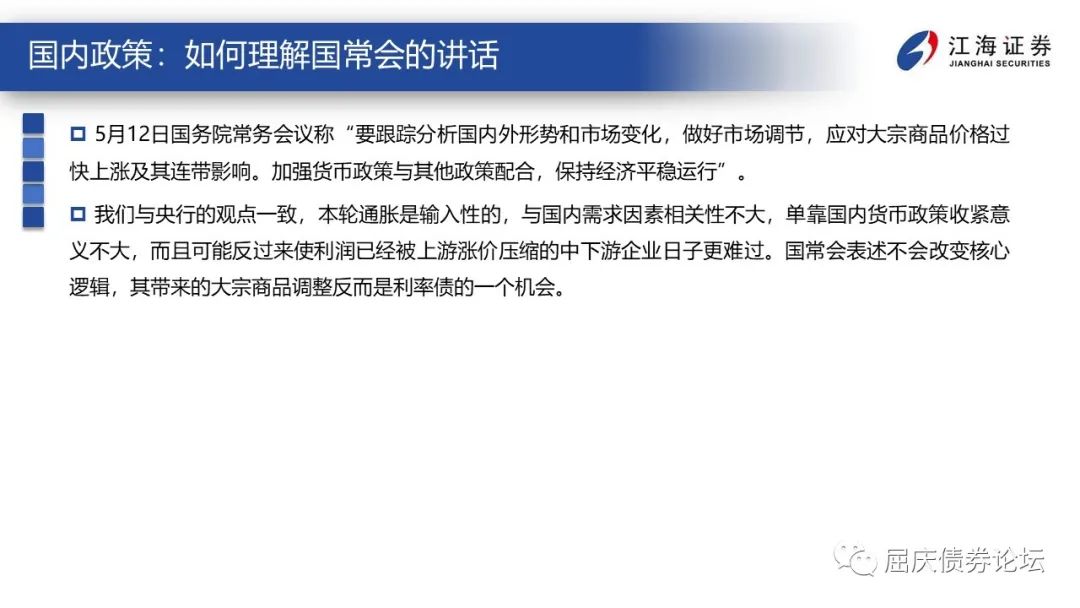 国内政策：如何理解国常会的讲话
江海证券
JIANGHAI SECURITIES
5月12日国务院常务会议称“要跟踪分析国内外形势和市场变化，做好市场调节，应对大宗商品价格过
快上涨及其连带影响。加强货币政策与其他政策配合，保持经济平稳运行”。
我们与央行的观点一致，本轮通胀是输入性的，与国内需求因素相关性不大，单靠国内货币政策收紧意
义不大，而且可能反过来使利润已经被上游涨价压缩的中下游企业日子更难过。国常会表述不会改变核心
逻辑，其带来的大宗商品调整反而是利率债的一个机会。
屈庆债券论坛